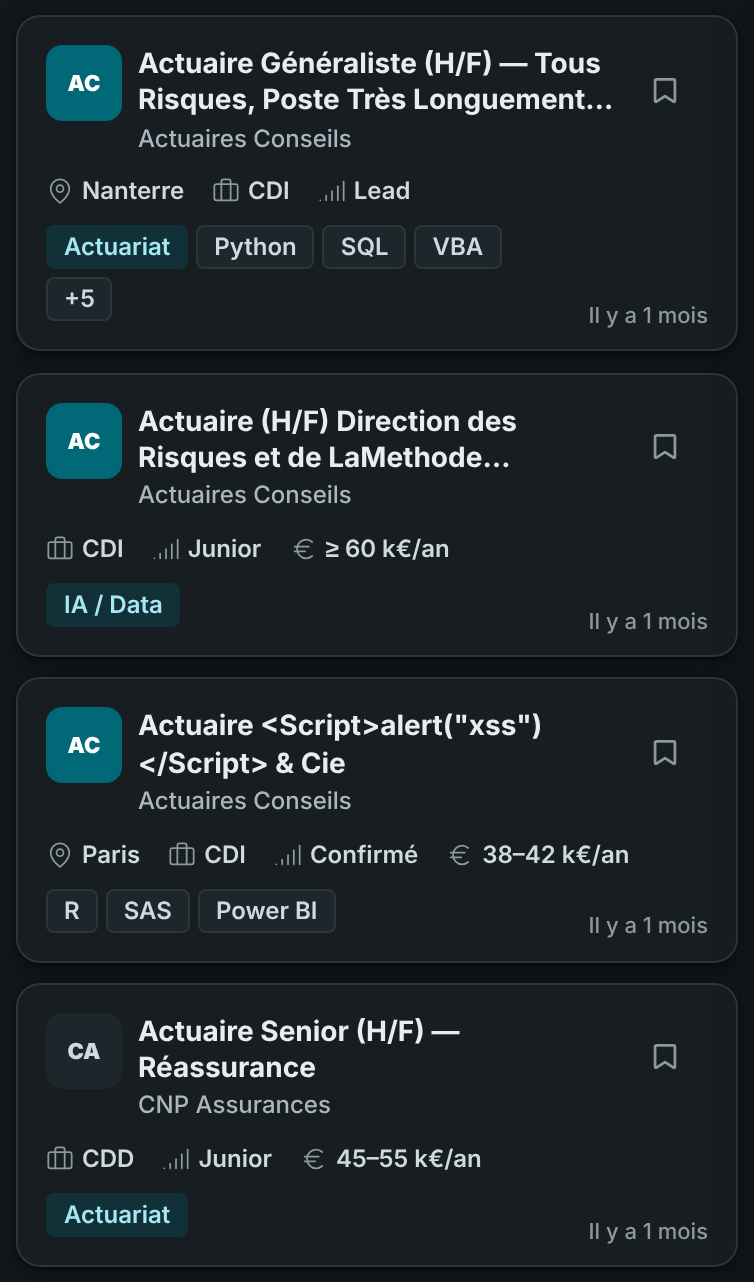 AC
Actuaire Généraliste (H/F) — Tous
Risques, Poste Très Longuement…
Actuaires Conseils
Nanterre CDI Lead
Actuariat Python SQL VBA
+5
Il y a 1 mois
AC
Actuaire (H/F) Direction des
Risques et de LaMethode…
Actuaires Conseils
CDI Junior € ≥ 60 k€/an
IA / Data
Il y a 1 mois
AC
Actuaire <Script>alert("xss")
</Script> & Cie
Actuaires Conseils
Paris CDI Confirmé € 38–42 k€/an
R SAS Power BI
Il y a 1 mois
CA
Actuaire Senior (H/F) —
Réassurance
CNP Assurances
CDD Junior € 45–55 k€/an
Actuariat
Il y a 1 mois